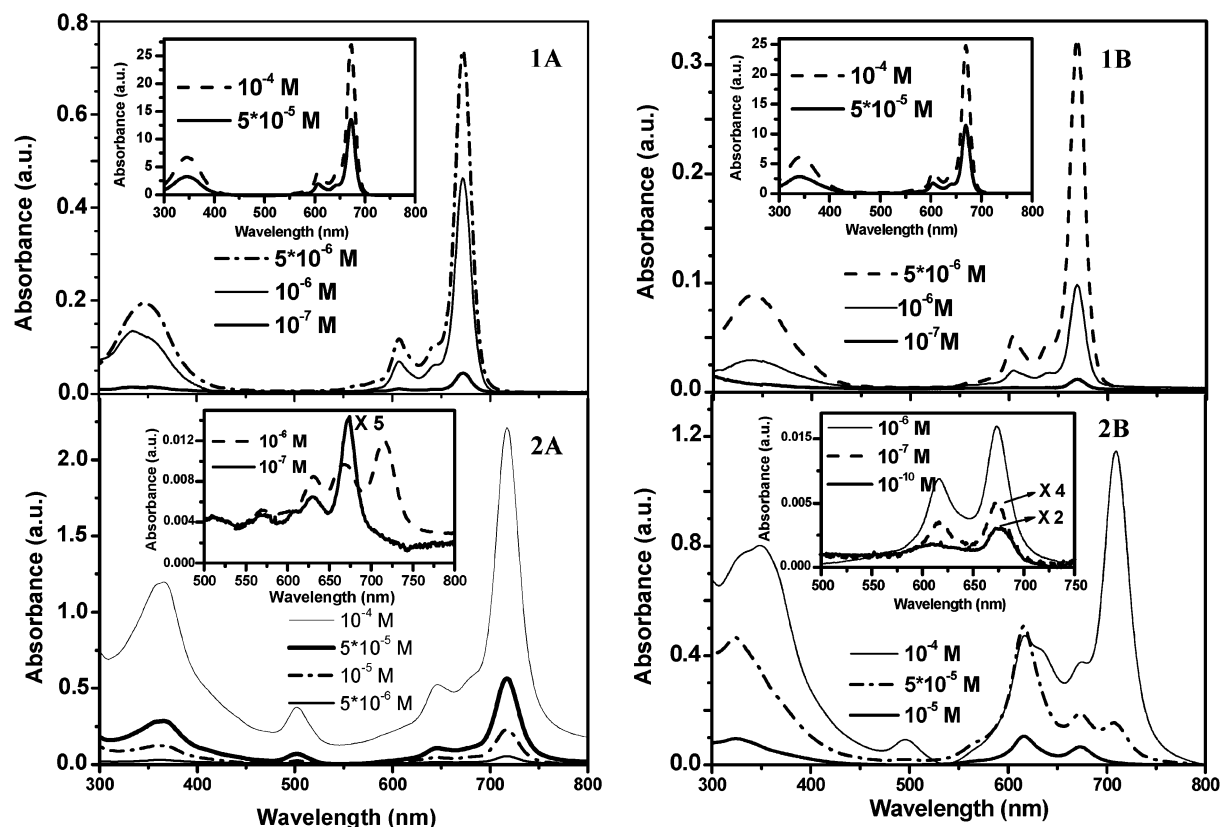 1A
0.8
0.6
0.4
0.2
0.0
Absorbance (a.u.)
25
20
15
10
5
0
Absorbance (a.u.)
10⁻⁴ M
5*10⁻⁵ M
300 400 500 600 700 800
Wavelength (nm)
5*10⁻⁶ M
10⁻⁶ M
10⁻⁷ M
1B
0.3
0.2
0.1
0.0
Absorbance (a.u.)
25
20
15
10
5
0
Absorbance (a.u.)
10⁻⁴ M
5*10⁻⁵ M
300 400 500 600 700 800
Wavelength (nm)
5*10⁻⁶ M
10⁻⁶M
10⁻⁷M
2A
2.0
1.5
1.0
0.5
0.0
Absorbance (a.u.)
0.012
0.008
0.004
0.000
Absorbance (a.u.)
10⁻⁶ M
10⁻⁷ M
X 5
500 550 600 650 700 750 800
Wavelength (nm)
10⁻⁴ M
5*10⁻⁵ M
10⁻⁵ M
5*10⁻⁶ M
300 400 500 600 700 800
Wavelength (nm)
2B
1.2
0.8
0.4
0.0
Absorbance (a.u.)
0.015
0.005
0.000
Absorbance (a.u.)
10⁻⁶ M
10⁻⁷ M
10⁻¹⁰ M
X 4
X 2
500 550 600 650 700 750
Wavelength (nm)
10⁻⁴ M
5*10⁻⁵ M
10⁻⁵ M
300 400 500 600 700 800
Wavelength (nm)